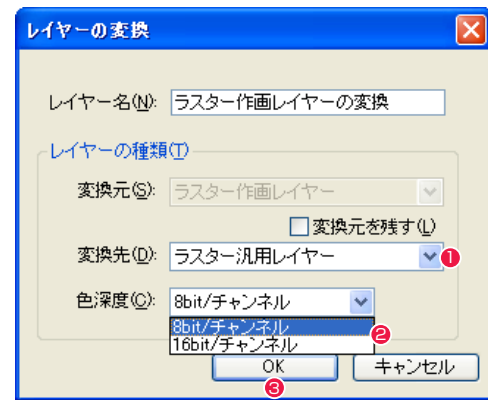 レイヤーの変換
レイヤー名(N): ラスター作画レイヤーの変換
レイヤーの種類(T)
変換元(S): ラスター作画レイヤー
変換元を残す(L)
変換先(D): ラスター汎用レイヤー 1
色深度(C): 8bit/チャンネル
8bit/チャンネル 2
16bit/チャンネル
OK キャンセル
3